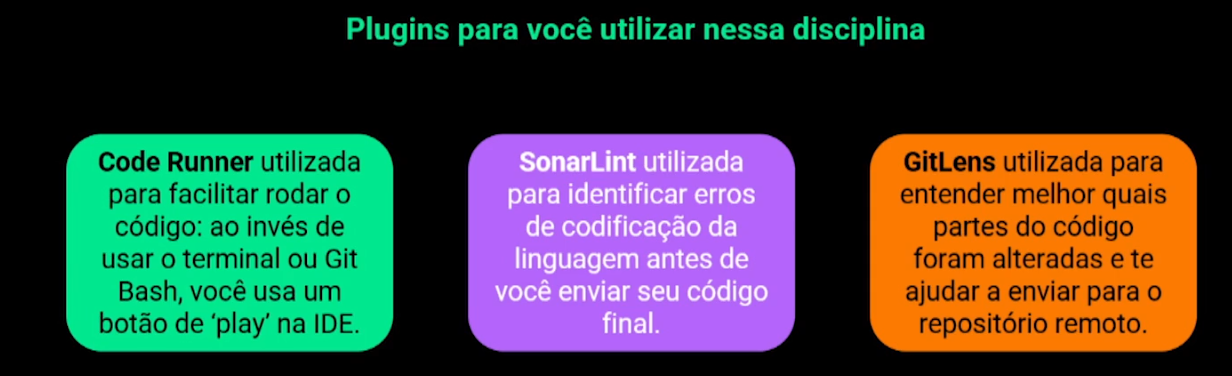 Plugins para você utilizar nessa disciplina
Code Runner utilizada
para facilitar rodar o
código: ao invés de
usar o terminal ou Git
Bash, você usa um
botão de ‘play’ na IDE.
SonarLint utilizada
para identificar erros
de codificação da
linguagem antes de
você enviar seu código
final.
GitLens utilizada para
entender melhor quais
partes do código
foram alteradas e te
ajudar a enviar para o
repositório remoto.